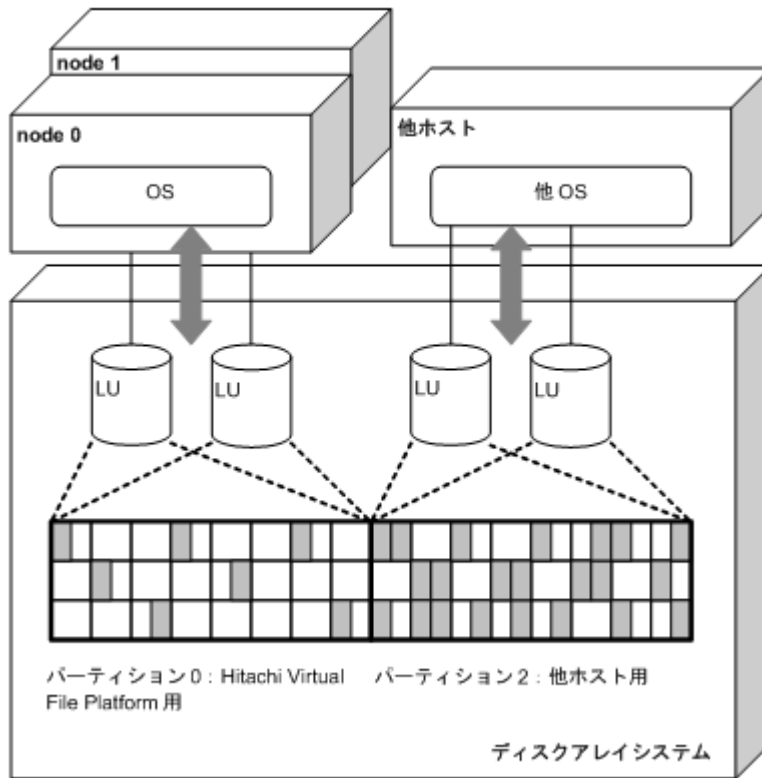 node 1
node 0
OS
他ホスト
他 OS
LU
LU
LU
LU
パーティション 0 : Hitachi Virtual
File Platform 用
パーティション 2 : 他ホスト用
ディスクアレイシステム